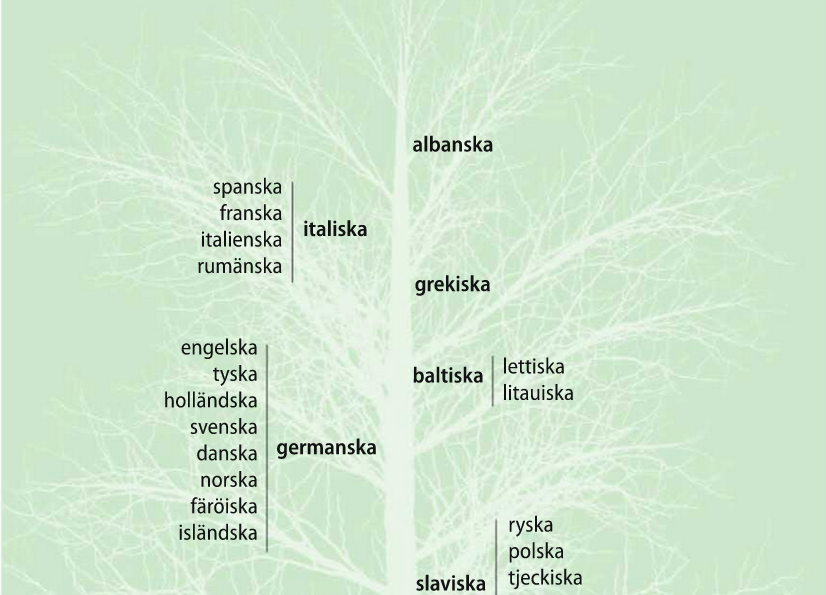 albanska
spanska
franska
italienska
rumänska
italiska
grekiska
engelska
tyska
holländska
svenska
danska
norska
färöiska
isländska
germanska
baltiska
lettiska
litauiska
ryska
polska
tjeckiska
slaviska